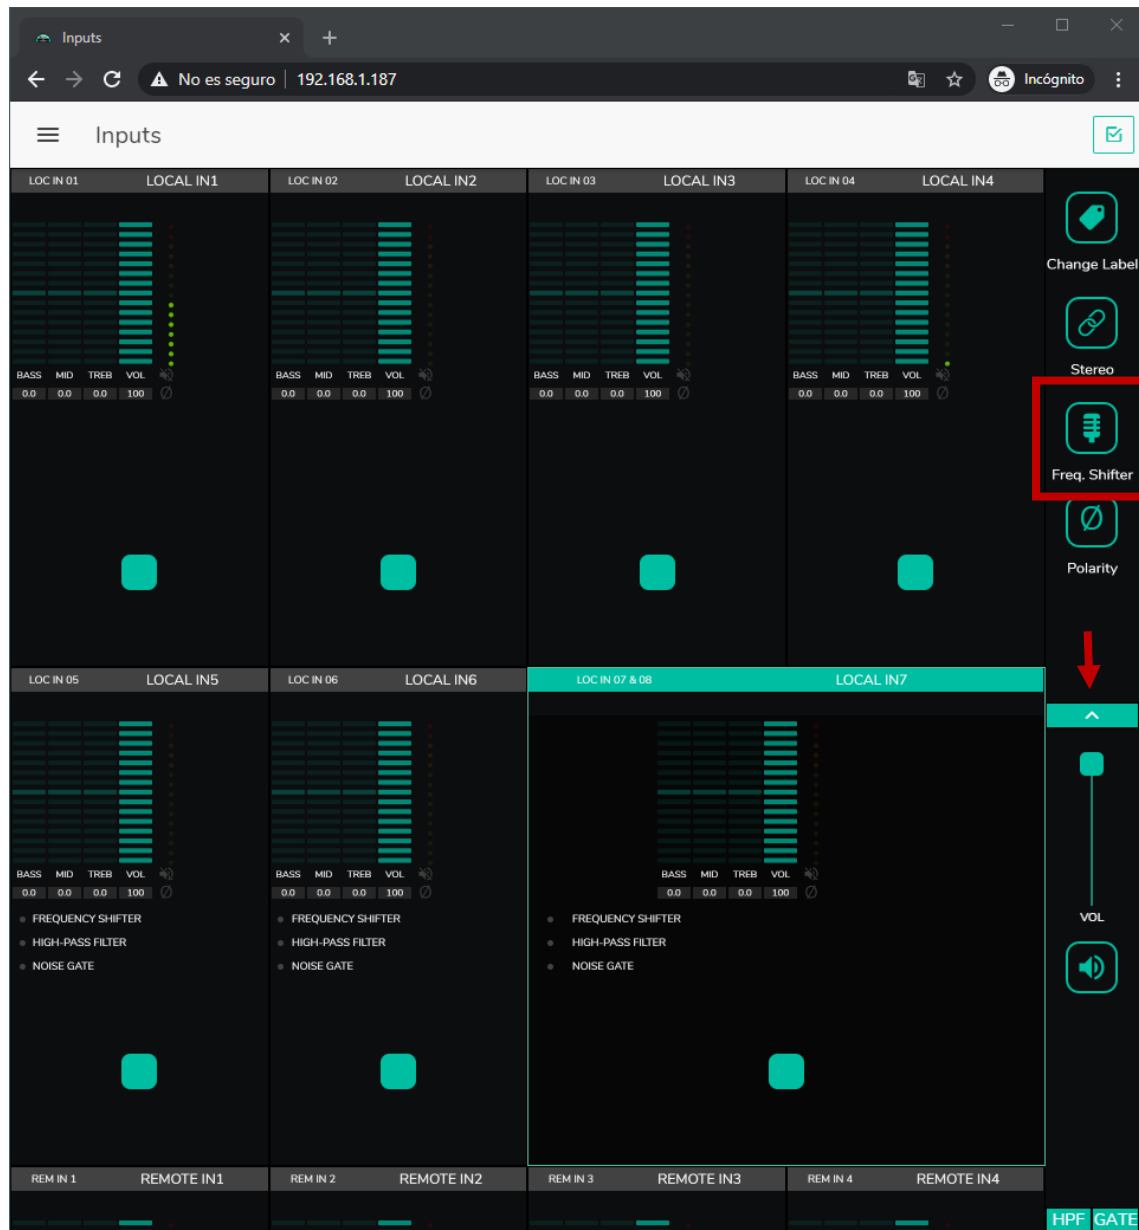 Inputs
No es seguro 192.168.1.187 Incógnito
Inputs
LOC IN 01 LOCAL IN1 LOC IN 02 LOCAL IN2 LOC IN 03 LOCAL IN3 LOC IN 04 LOCAL IN4
Change Label
Stereo
BASS MID TREB VOL BASS MID TREB VOL BASS MID TREB VOL BASS MID TREB VOL
0.0 0.0 0.0 100 0.0 0.0 0.0 100 0.0 0.0 0.0 100 0.0 0.0 0.0 100
Freq. Shifter
Polarity
LOC IN 05 LOCAL IN5 LOC IN 06 LOCAL IN6 LOC IN 07 & 08 LOCAL IN7
BASS MID TREB VOL BASS MID TREB VOL BASS MID TREB VOL
0.0 0.0 0.0 100 0.0 0.0 0.0 100 0.0 0.0 0.0 100
FREQUENCY SHIFTER FREQUENCY SHIFTER FREQUENCY SHIFTER
VOL
HIGH-PASS FILTER HIGH-PASS FILTER HIGH-PASS FILTER
NOISE GATE NOISE GATE NOISE GATE
REM IN 1 REMOTE IN1 REM IN 2 REMOTE IN2 REM IN 3 REMOTE IN3 REM IN 4 REMOTE IN4
HPF GATE